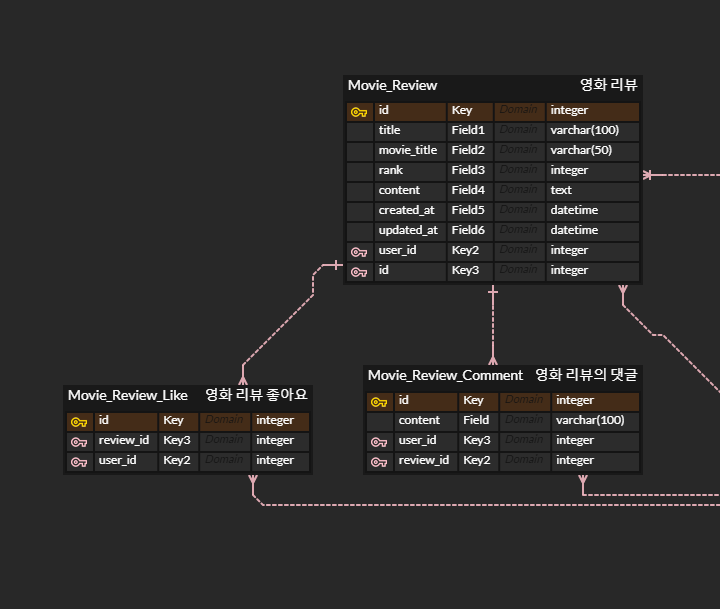 Movie_Review 영화 리뷰
id Key Domain integer
title Field1 Domain varchar(100)
movie_title Field2 Domain varchar(50)
rank Field3 Domain integer
content Field4 Domain text
created_at Field5 Domain datetime
updated_at Field6 Domain datetime
user_id Key2 Domain integer
id Key3 Domain integer
Movie_Review_Like 영화 리뷰 좋아요
id Key Domain integer
review_id Key3 Domain integer
user_id Key2 Domain integer
Movie_Review_Comment 영화 리뷰의 댓글
id Key Domain integer
content Field Domain varchar(100)
user_id Key3 Domain integer
review_id Key2 Domain integer